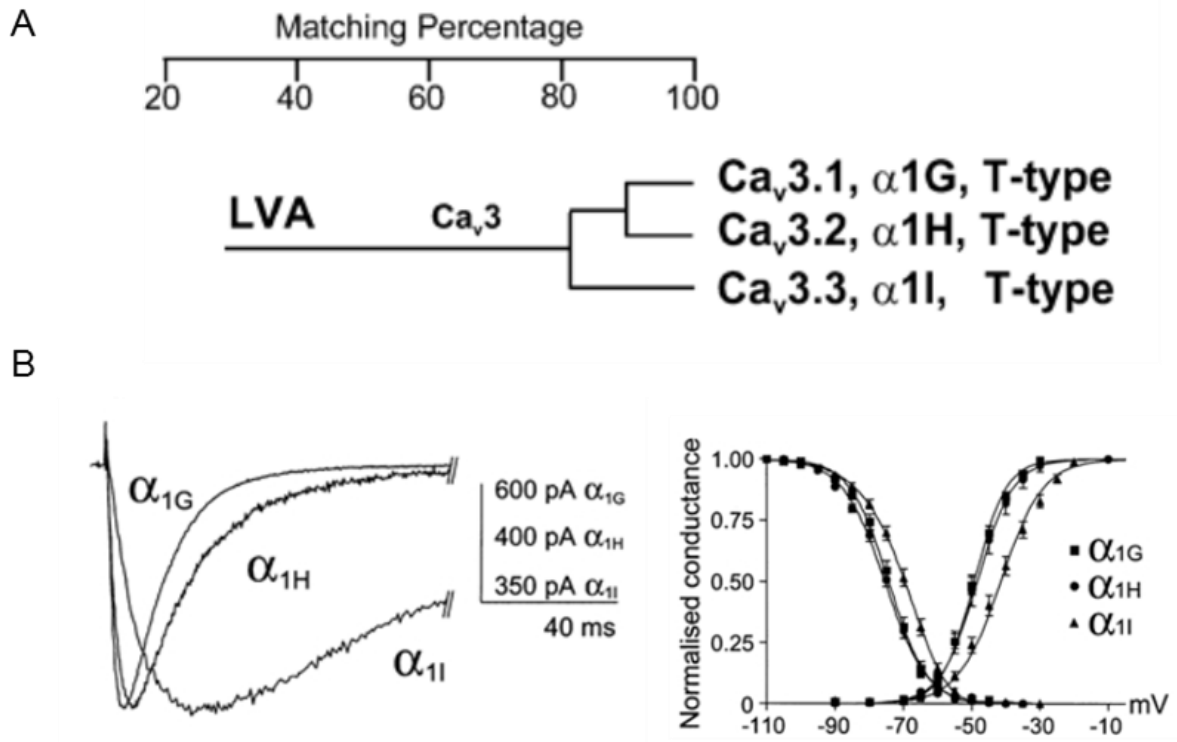 A
Matching Percentage
20 40 60 80 100
LVA Caᵥ3
Caᵥ3.1, α1G, T-type
Caᵥ3.2, α1H, T-type
Caᵥ3.3, α1I, T-type
B
α1G
α1H
α1I
600 pA α1G
400 pA α1H
350 pA α1I
40 ms
Normalised conductance
1.00
0.75
0.50
0.25
0
-110 -90 -70 -50 -30 -10
mV
α1G
α1H
α1I